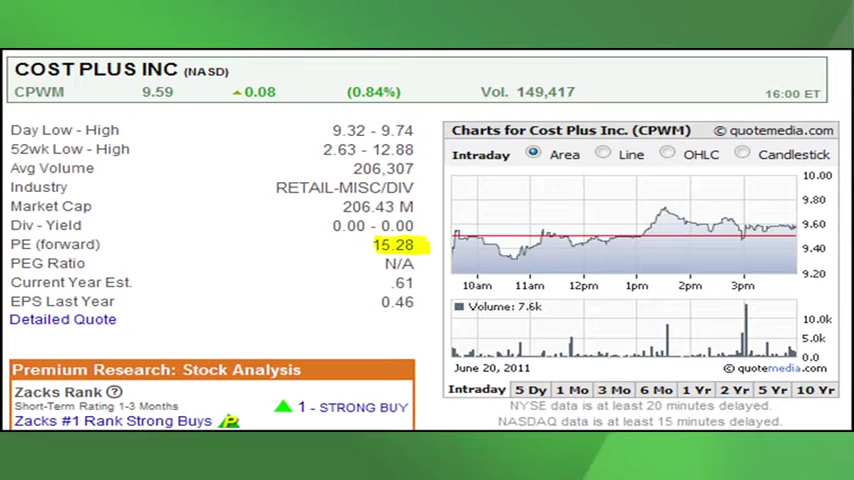 COST PLUS INC (NASD)
CPWM 9.59 0.08 (0.84%) Vol. 149,417 16:00 ET
Day Low - High 9.32 - 9.74
52wk Low - High 2.63 - 12.88
Avg Volume 206,307
Industry RETAIL-MISC/DIV
Market Cap 206.43 M
Div - Yield 0.00 - 0.00
PE (forward) 15.28
PEG Ratio N/A
Current Year Est. .61
EPS Last Year 0.46
Detailed Quote
Premium Research: Stock Analysis
Zacks Rank ?
Short-Term Rating 1-3 Months
1 - STRONG BUY
Zacks #1 Rank Strong Buys P
Charts for Cost Plus Inc. (CPWM) © quotemedia.com
Intraday Area Line OHLC Candlestick
10.00
9.80
9.60
9.40
9.20
10am 11am 12pm 1pm 2pm 3pm
Volume: 7.6k
10.0k
5.0k
0.0
June 20, 2011 © quotemedia.com
Intraday 5 Dy 1 Mo 3 Mo 6 Mo 1 Yr 2 Yr 5 Yr 10 Yr
NYSE data is at least 20 minutes delayed.
NASDAQ data is at least 15 minutes delayed.